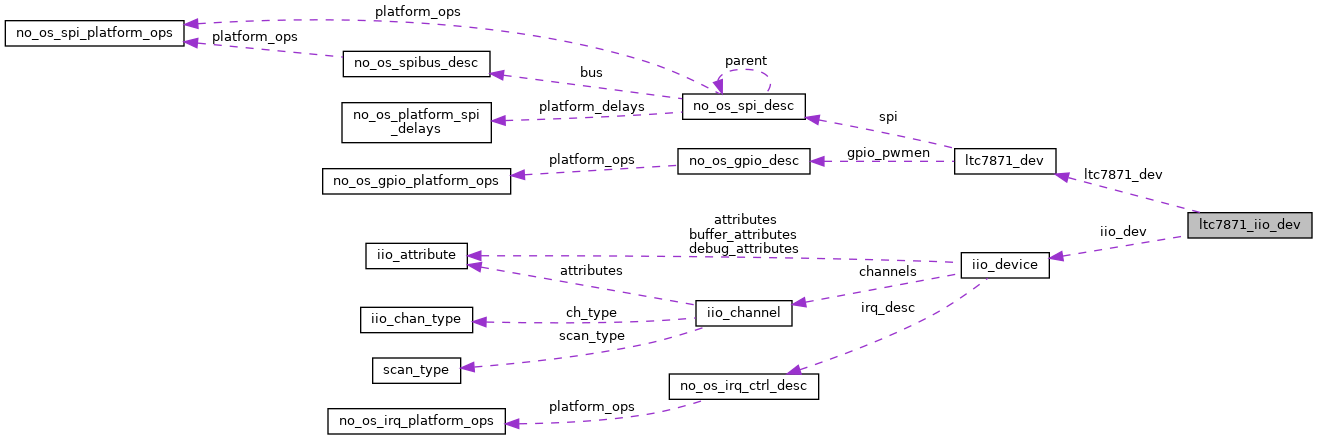 platform_ops
no_os_spi_platform_ops
platform_ops
no_os_spibus_desc
parent
bus
no_os_spi_desc
platform_delays
no_os_platform_spi
_delays
spi
gpio_pwmen
ltc7871_dev
platform_ops
no_os_gpio_desc
no_os_gpio_platform_ops
ltc7871_dev
ltc7871_iio_dev
iio_dev
attributes
buffer_attributes
debug_attributes
iio_attribute
iio_device
attributes
channels
iio_channel
irq_desc
ch_type
iio_chan_type
scan_type
scan_type
no_os_irq_ctrl_desc
platform_ops
no_os_irq_platform_ops